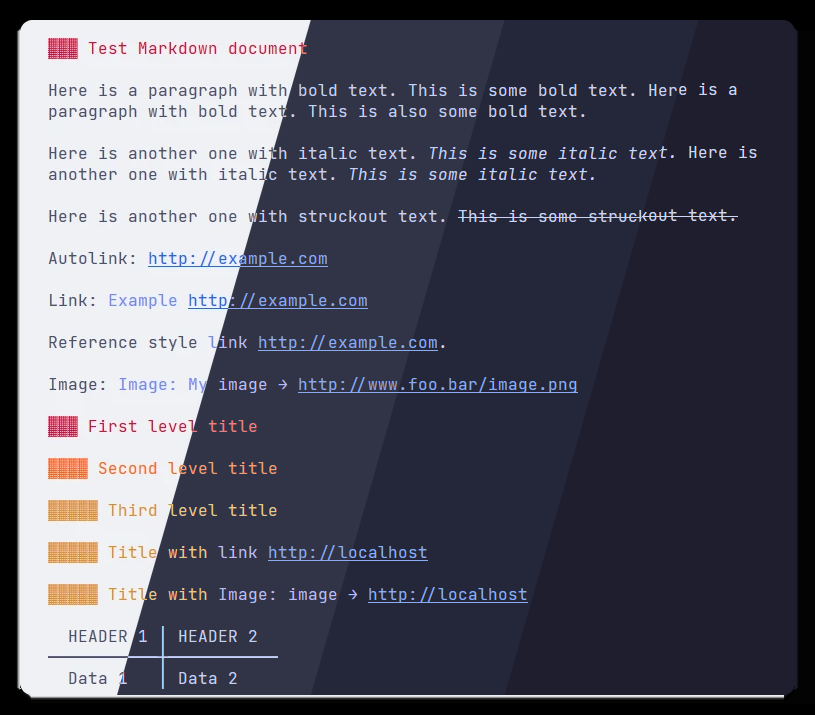 Test Markdown document
Here is a paragraph with bold text. This is some bold text. Here is a
paragraph with bold text. This is also some bold text.
Here is another one with italic text. This is some italic text. Here is
another one with italic text. This is some italic text.
Here is another one with struckout text. This is some struckout text.
Autolink: http://example.com
Link: Example http://example.com
Reference style link http://example.com.
Image: Image: My image → http://www.foo.bar/image.png
First level title
Second level title
Third level title
Title with link http://localhost
Title with Image: image → http://localhost
HEADER 1 │ HEADER 2
Data 1 │ Data 2